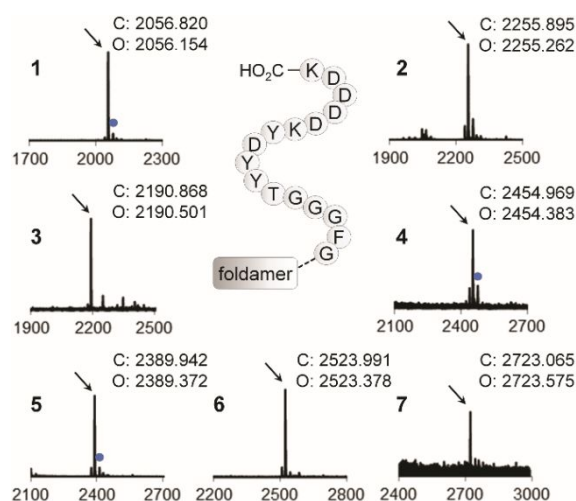 C: 2056.820
O: 2056.154
1
1700 2000 2300
HO₂C
K
D
D
D
D
K
Y
D
Y
Y
T
G
G
G
F
G
foldamer
C: 2255.895
O: 2255.262
2
1900 2200 2500
C: 2190.868
O: 2190.501
3
1900 2200 2500
C: 2454.969
O: 2454.383
4
2100 2400 2700
C: 2389.942
O: 2389.372
5
2100 2400 2700
C: 2523.991
O: 2523.378
6
2200 2500 2800
C: 2723.065
O: 2723.575
7
2400 2700 3000